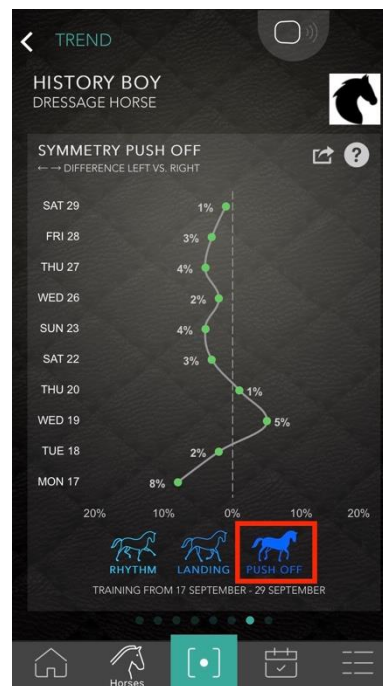 TREND
HISTORY BOY
DRESSAGE HORSE
SYMMETRY PUSH OFF
←→ DIFFERENCE LEFT VS. RIGHT
?
SAT 29 1%
FRI 28 3%
THU 27 4%
WED 26 2%
SUN 23 4%
SAT 22 3%
THU 20 1%
WED 19 5%
TUE 18 2%
MON 17 8%
20% 10% 0% 10% 20%
RHYTHM LANDING PUSH OFF
TRAINING FROM 17 SEPTEMBER - 29 SEPTEMBER
Horses